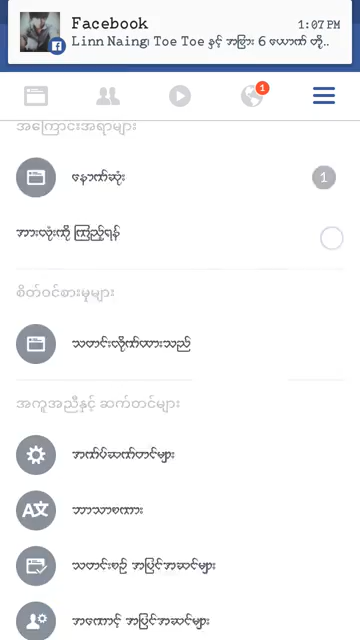 Facebook
1:07 PM
Linn Naing၊ Toe Toe နှင့် အခြား 6 ယောက် တို့..
1
အကြောင်းအရာများ
နောက်ဆုံး
1
အားလုံးကို ကြည့်ရန်
စိတ်ဝင်စားမှုများ
သတင်းလိုက်ထားသည်
အကူအညီနှင့် ဆက်တင်များ
အက်ပ်ဆက်တင်များ
ဘာသာစကား
သတင်းစဉ် အပြင်အဆင်များ
အကောင့် အပြင်အဆင်များ